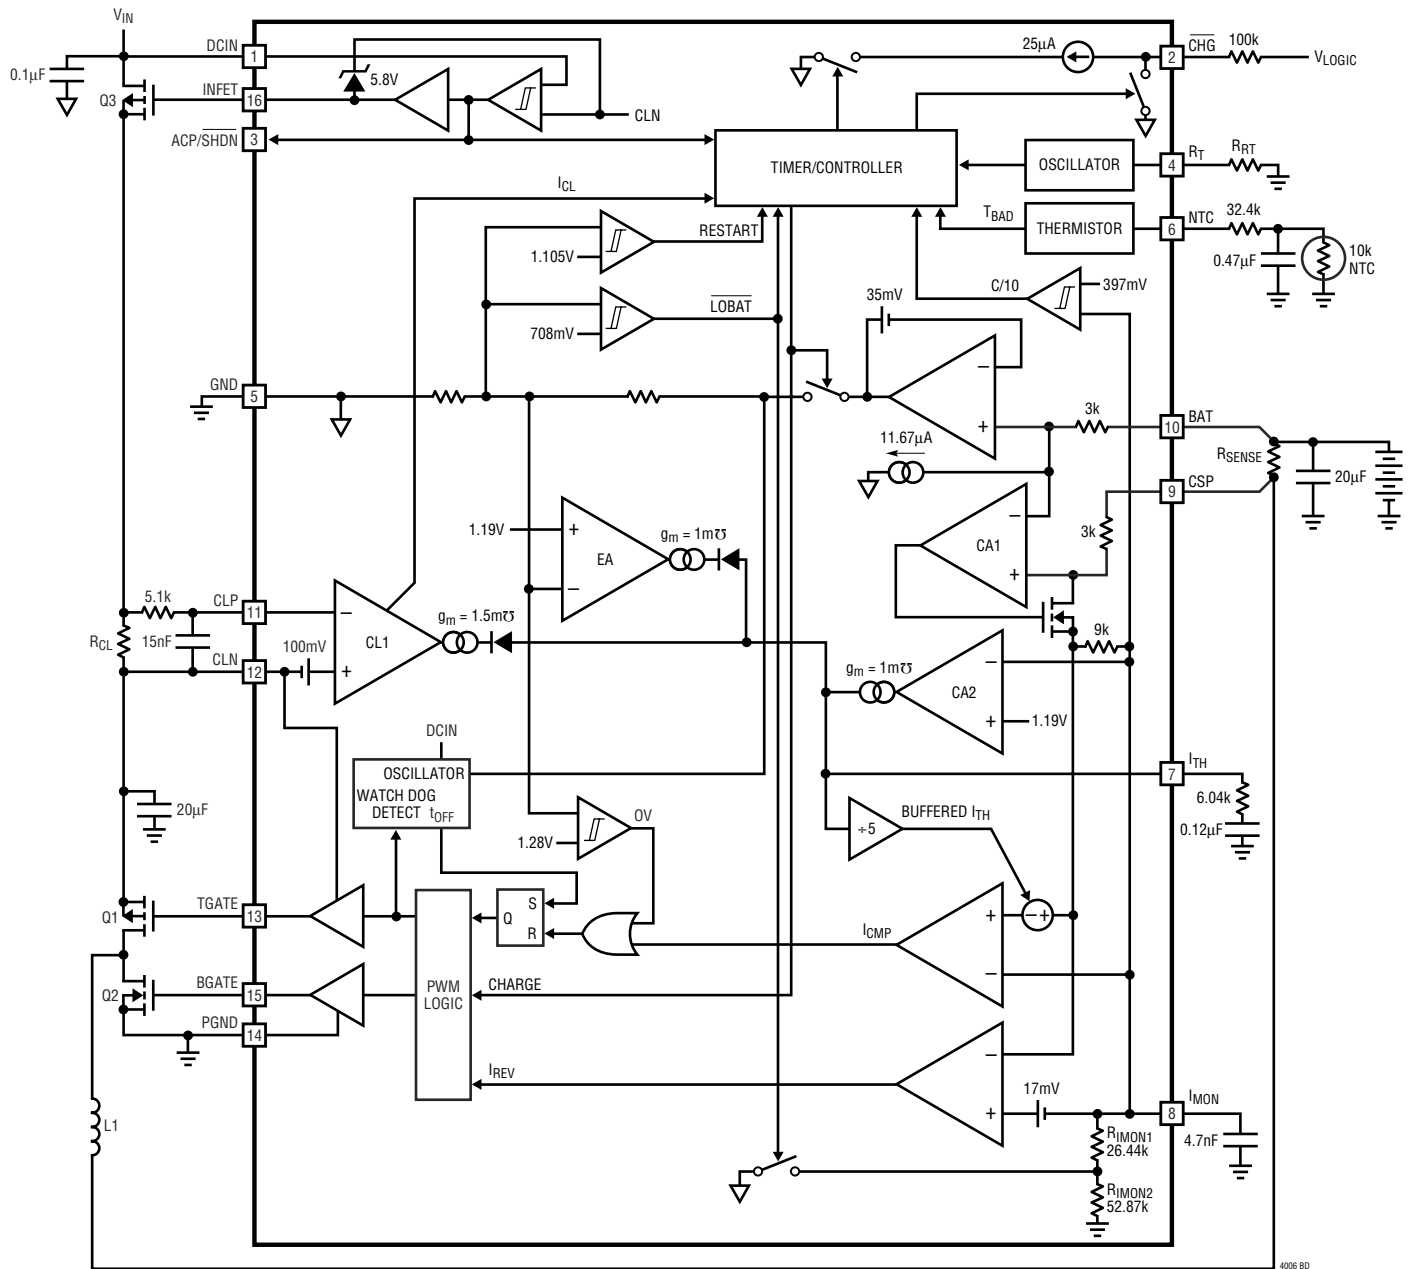 VIN
DCIN
1
0.1µF
5.8V
25µA
2
CHG
100k
VLOGIC
Q3
INFET
16
CLN
ACP/SHDN
3
TIMER/CONTROLLER
OSCILLATOR
4
RT
RRT
ICL
TBAD
THERMISTOR
6
NTC
32.4k
RESTART
1.105V
0.47µF
10k
NTC
C/10
397mV
35mV
LOBAT
708mV
GND
5
–
+
3k
10
BAT
11.67µA
RSENSE
20µF
9
CSP
3k
–
CA1
+
1.19V
+
EA
–
gm = 1m℧
5.1k
CLP
11
–
RCL
15nF
CL1
gm = 1.5m℧
100mV
CLN
12
+
9k
gm = 1m℧
–
CA2
+
1.19V
DCIN
OSCILLATOR
WATCH DOG
DETECT tOFF
7
ITH
6.04k
0.12µF
20µF
1.28V
OV
÷5
BUFFERED ITH
Q1
TGATE
13
S
Q
R
ICMP
+
–+
–
Q2
BGATE
15
PWM
LOGIC
CHARGE
PGND
14
IREV
–
+
17mV
8
IMON
4.7nF
L1
RIMON1
26.44k
RIMON2
52.87k
4006 BD